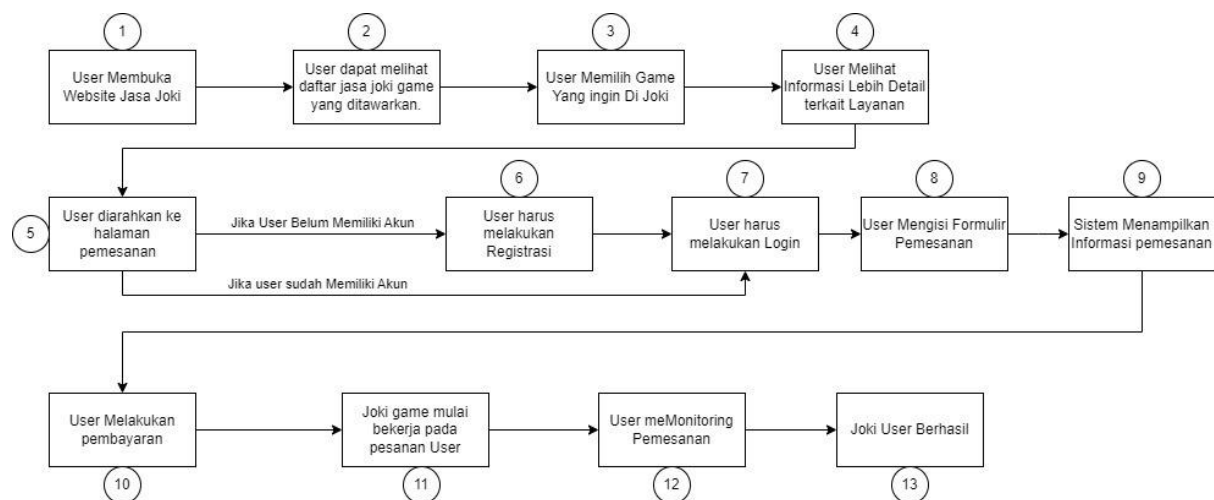 1
User Membuka
Website Jasa Joki
2
User dapat melihat
daftar jasa joki game
yang ditawarkan.
3
User Memilih Game
Yang ingin Di Joki
4
User Melihat
Informasi Lebih Detail
terkait Layanan
5
User diarahkan ke
halaman
pemesanan
Jika User Belum Memiliki Akun
Jika user sudah Memiliki Akun
6
User harus
melakukan
Registrasi
7
User harus
melakukan Login
8
User Mengisi Formulir
Pemesanan
9
Sistem Menampilkan
Informasi pemesanan
User Melakukan
pembayaran
10
Joki game mulai
bekerja pada
pesanan User
11
User meMonitoring
Pemesanan
12
Joki User Berhasil
13